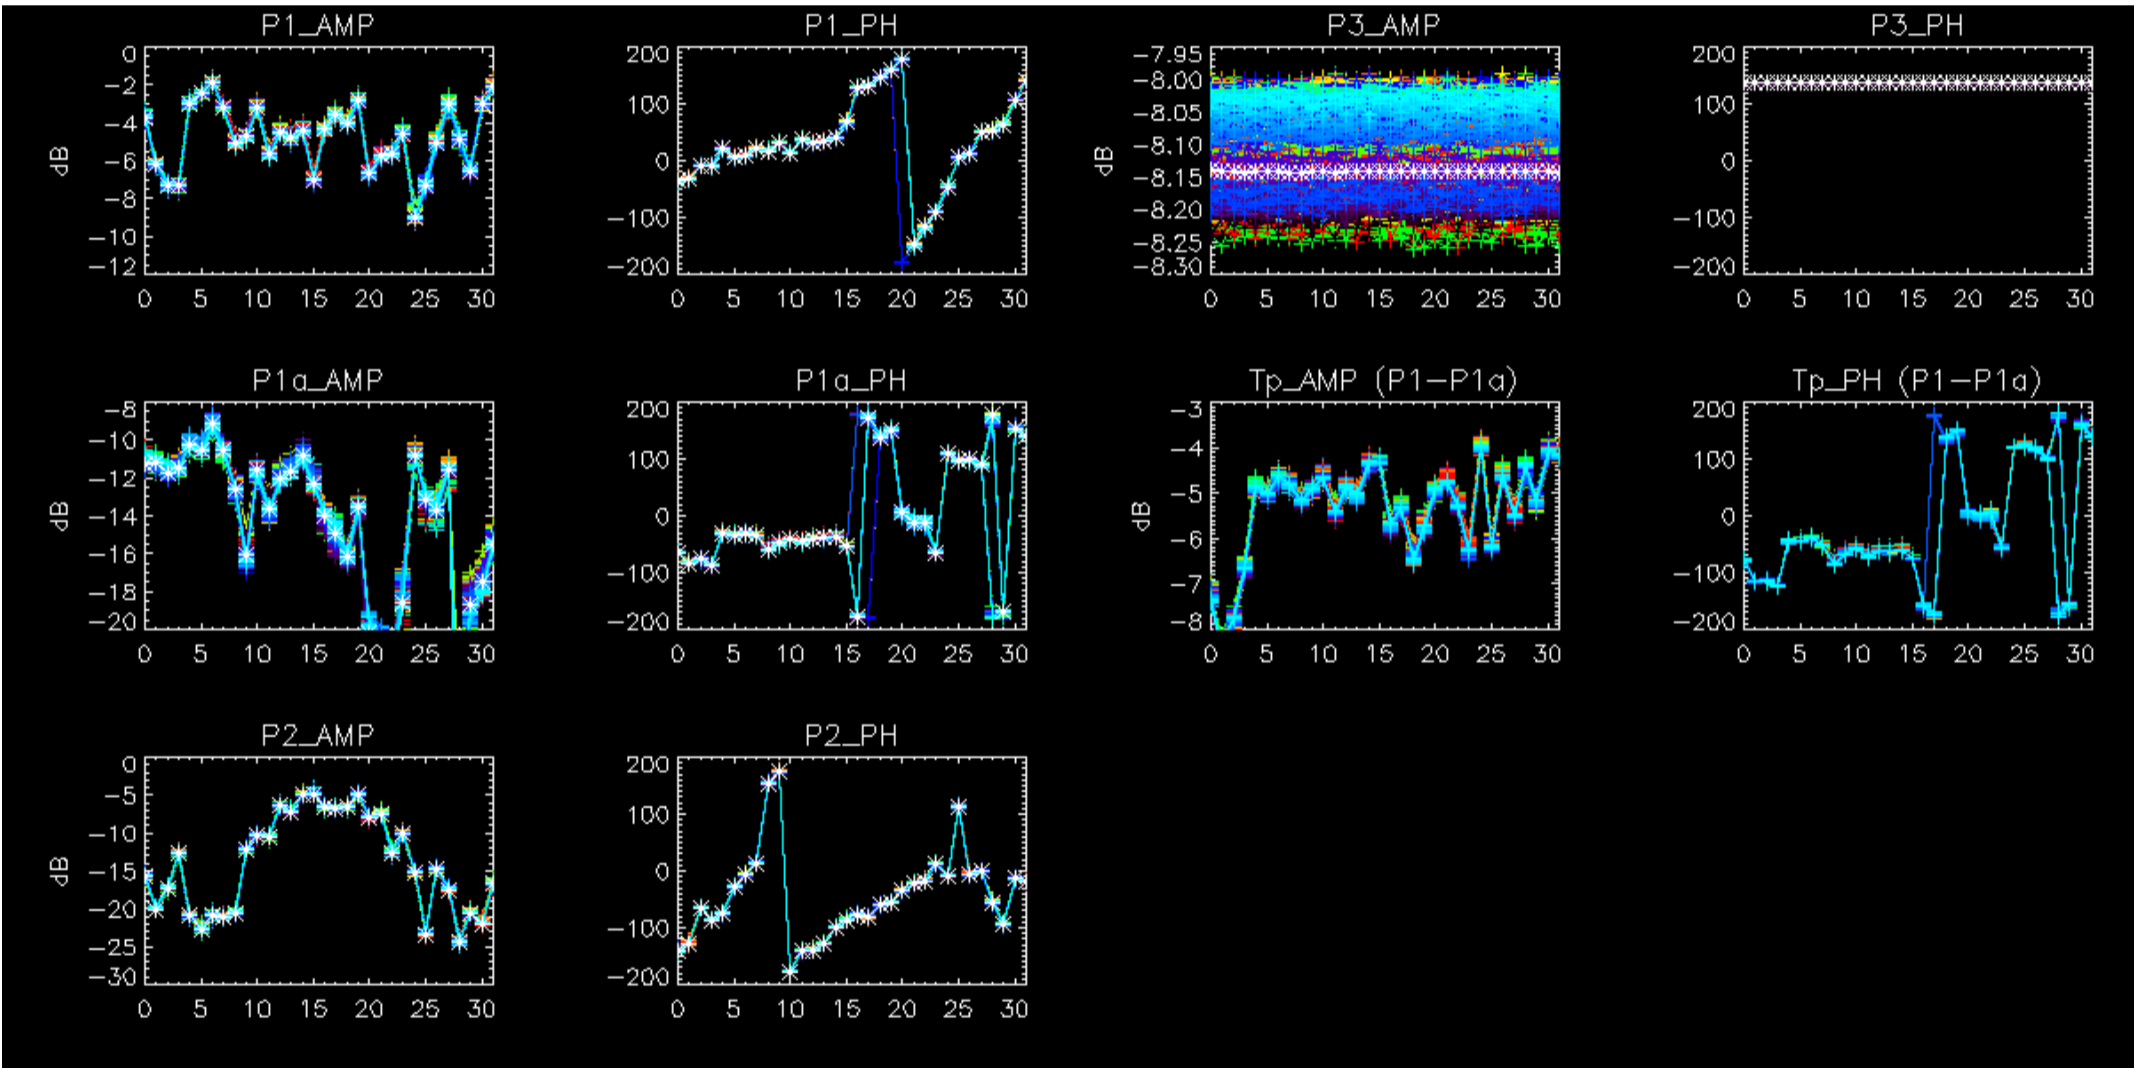 P1_AMP
0
-2
-4
-6
-8
-10
-12
dB
0 5 10 15 20 25 30
P1_PH
200
100
0
-100
-200
0 5 10 15 20 25 30
P3_AMP
-7.95
-8.00
-8.05
-8.10
-8.15
-8.20
-8.25
-8.30
dB
0 5 10 15 20 25 30
P3_PH
200
100
0
-100
-200
0 5 10 15 20 25 30
P1a_AMP
-8
-10
-12
-14
-16
-18
-20
dB
0 5 10 15 20 25 30
P1a_PH
200
100
0
-100
-200
0 5 10 15 20 25 30
Tp_AMP (P1-P1a)
-3
-4
-5
-6
-7
-8
dB
0 5 10 15 20 25 30
Tp_PH (P1-P1a)
200
100
0
-100
-200
0 5 10 15 20 25 30
P2_AMP
0
-5
-10
-15
-20
-25
-30
dB
0 5 10 15 20 25 30
P2_PH
200
100
0
-100
-200
0 5 10 15 20 25 30